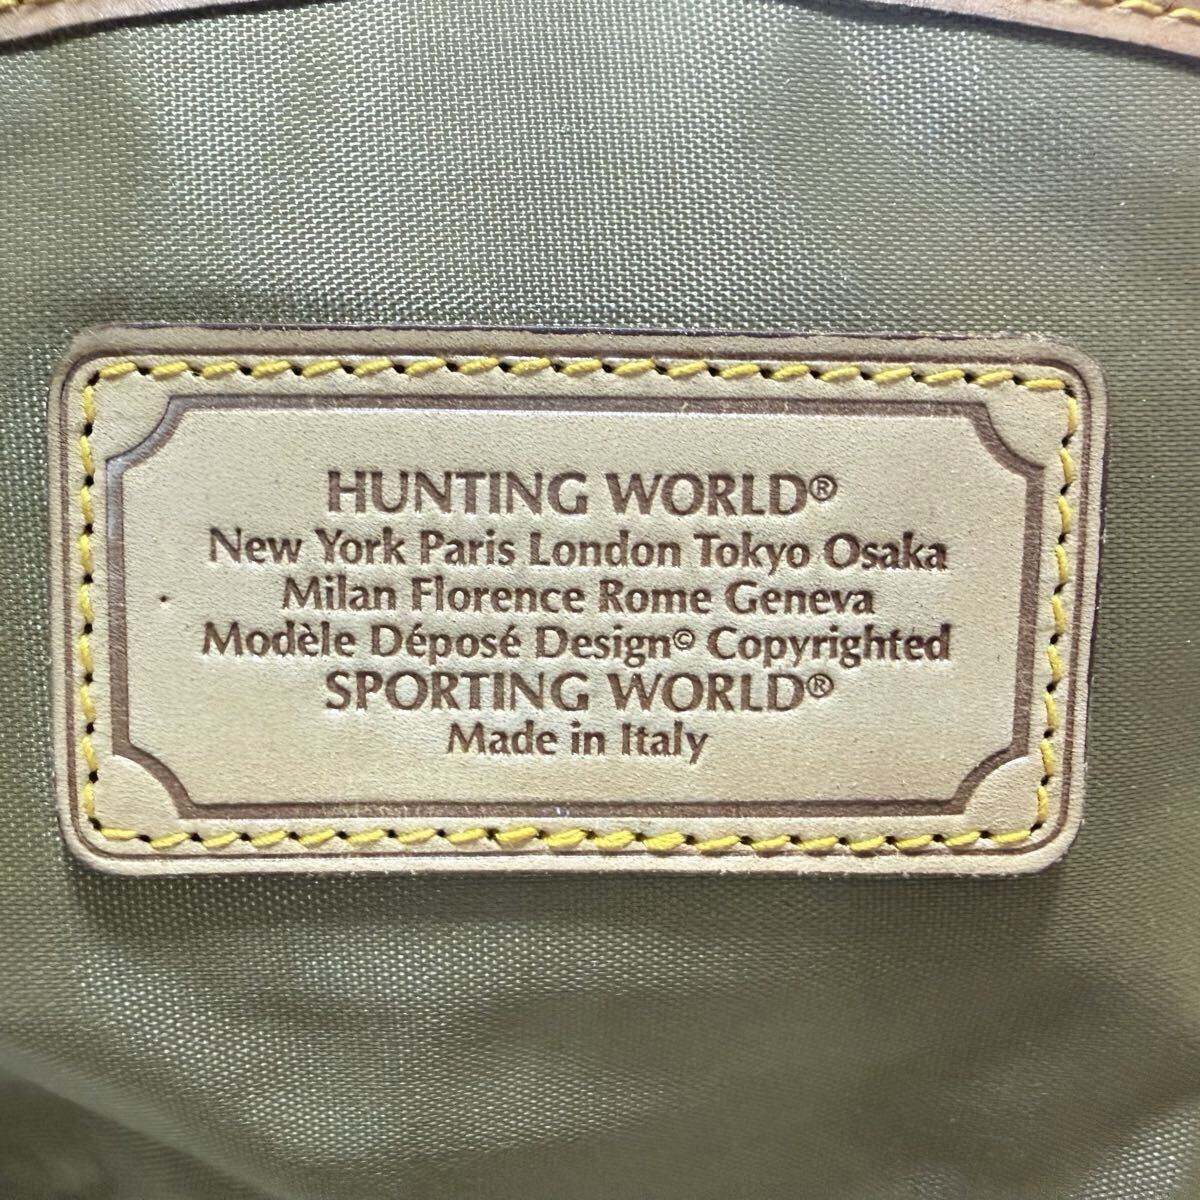 HUNTING WORLD®
New York Paris London Tokyo Osaka
Milan Florence Rome Geneva
Modèle Déposé Design© Copyrighted
SPORTING WORLD®
Made in Italy